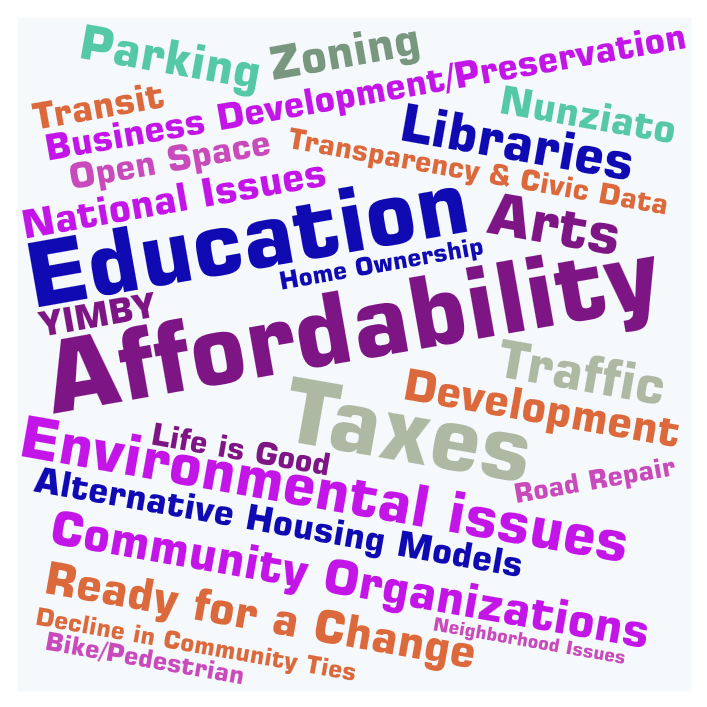 Parking
Zoning
Business Development/Preservation
Transit
Nunziato
Libraries
Open Space
Transparency & Civic Data
National Issues
Education
Arts
Home Ownership
YIMBY
Affordability
Traffic
Taxes
Development
Life is Good
Environmental issues
Road Repair
Alternative Housing Models
Community Organizations
Ready for a Change
Neighborhood Issues
Decline in Community Ties
Bike/Pedestrian